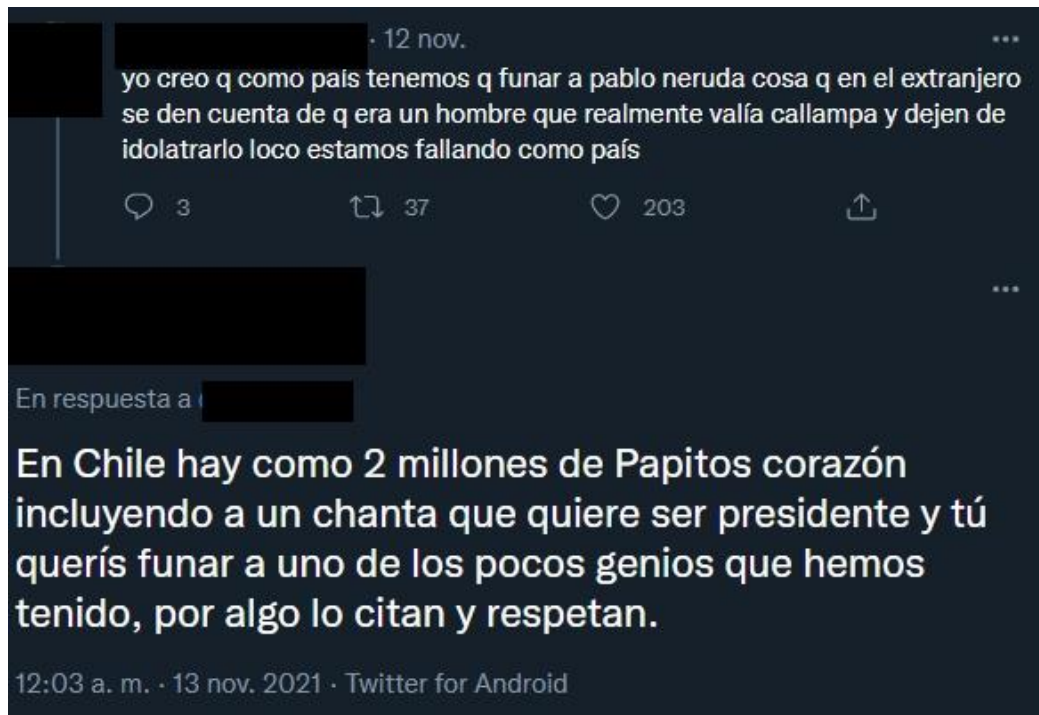 · 12 nov.
yo creo q como país tenemos q funar a pablo neruda cosa q en el extranjero
se den cuenta de q era un hombre que realmente valía callampa y dejen de
idolatrarlo loco estamos fallando como país
3 37 203
En respuesta a
En Chile hay como 2 millones de Papitos corazón
incluyendo a un chanta que quiere ser presidente y tú
querís funar a uno de los pocos genios que hemos
tenido, por algo lo citan y respetan.
12:03 a. m. · 13 nov. 2021 · Twitter for Android